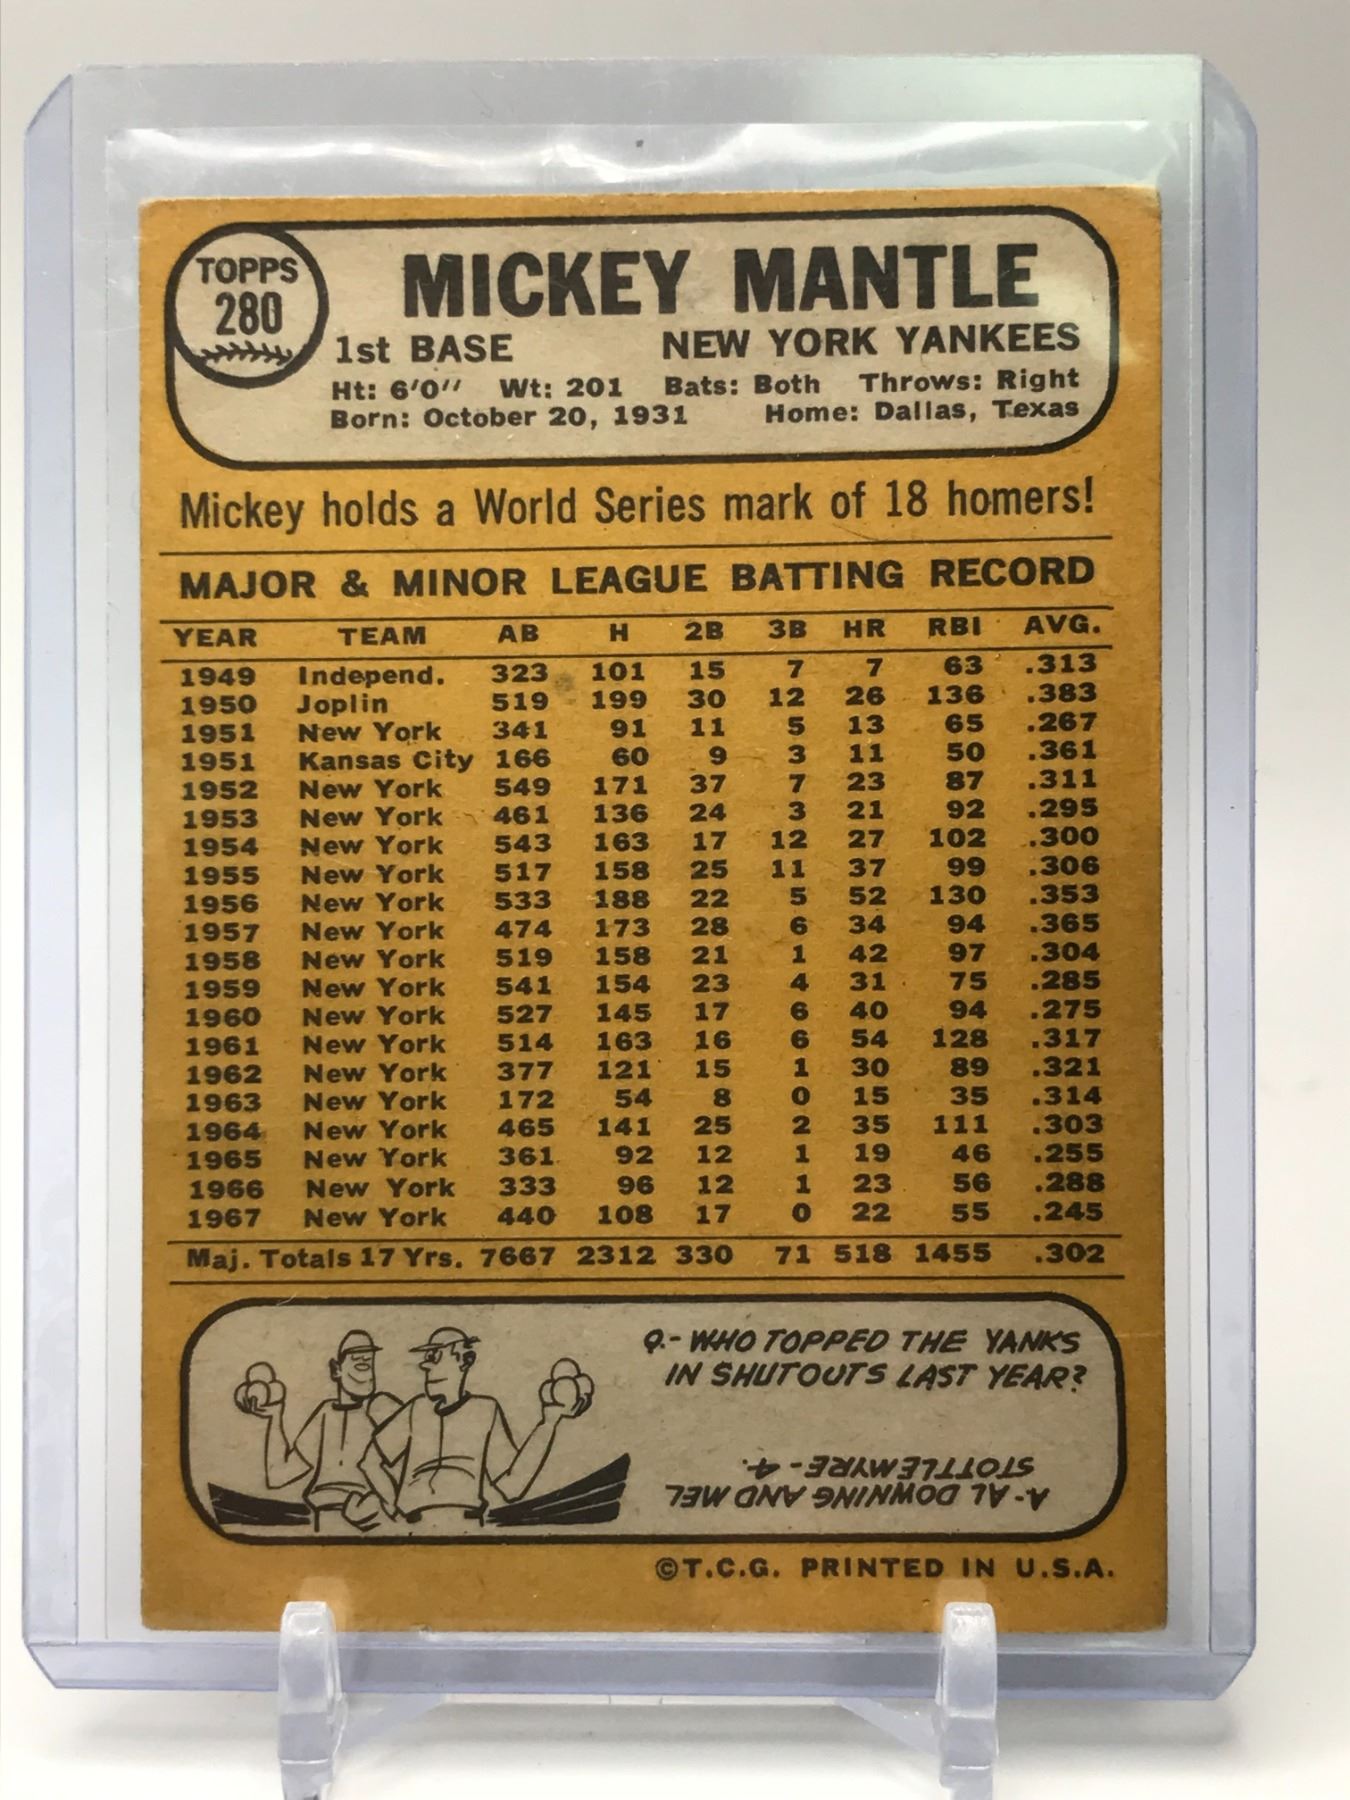 TOPPS
280
MICKEY MANTLE
1st BASE NEW YORK YANKEES
Ht: 6'0" Wt: 201 Bats: Both Throws: Right
Born: October 20, 1931 Home: Dallas, Texas
Mickey holds a World Series mark of 18 homers!
MAJOR & MINOR LEAGUE BATTING RECORD
YEAR TEAM AB H 2B 3B HR RBI AVG.
1949 Independ. 323 101 15 7 7 63 .313
1950 Joplin 519 199 30 12 26 136 .383
1951 New York 341 91 11 5 13 65 .267
1951 Kansas City 166 60 9 3 11 50 .361
1952 New York 549 171 37 7 23 87 .311
1953 New York 461 136 24 3 21 92 .295
1954 New York 543 163 17 12 27 102 .300
1955 New York 517 158 25 11 37 99 .306
1956 New York 533 188 22 5 52 130 .353
1957 New York 474 173 28 6 34 94 .365
1958 New York 519 158 21 1 42 97 .304
1959 New York 541 154 23 4 31 75 .285
1960 New York 527 145 17 6 40 94 .275
1961 New York 514 163 16 6 54 128 .317
1962 New York 377 121 15 1 30 89 .321
1963 New York 172 54 8 0 15 35 .314
1964 New York 465 141 25 2 35 111 .303
1965 New York 361 92 12 1 19 46 .255
1966 New York 333 96 12 1 23 56 .288
1967 New York 440 108 17 0 22 55 .245
Maj. Totals 17 Yrs. 7667 2312 330 71 518 1455 .302
Q.- WHO TOPPED THE YANKS
IN SHUTOUTS LAST YEAR?
A- AL DOWNING AND MEL
STOTTLEMYRE - 4.
©T.C.G. PRINTED IN U.S.A.